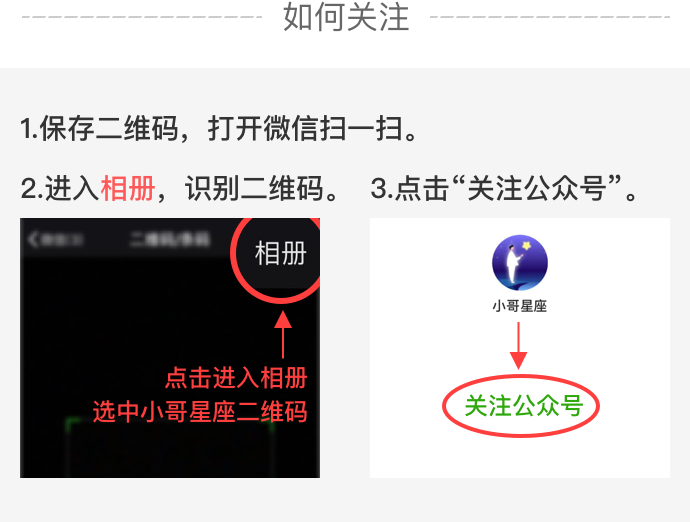 如何关注
1.保存二维码，打开微信扫一扫。
2.进入相册，识别二维码。
3.点击“关注公众号”。
二维码/条码
相册
点击进入相册
选中小哥星座二维码
小哥星座
关注公众号